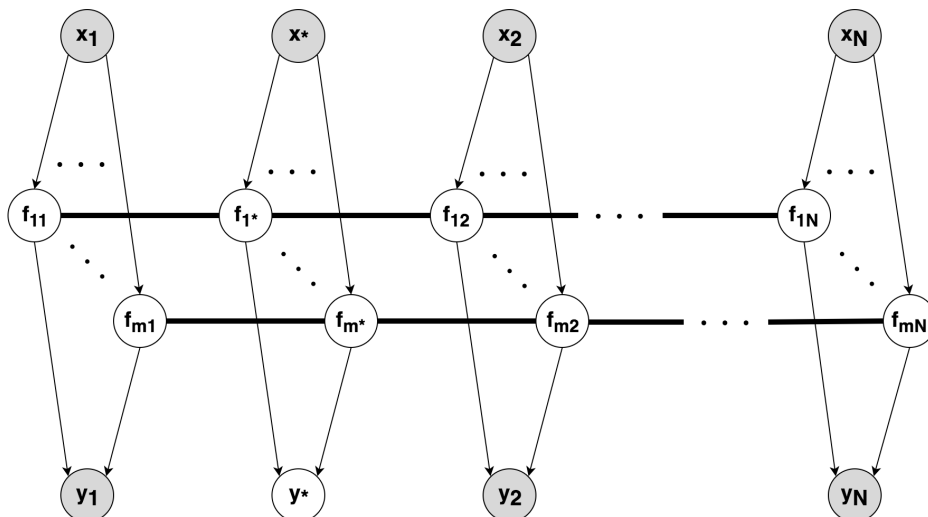 x1 x* x2 xN
. . . . . . . . . . . .
f11 f1* f12 . . . . f1N
fm1 fm* fm2 . . . . fmN
y1 y* y2 yN